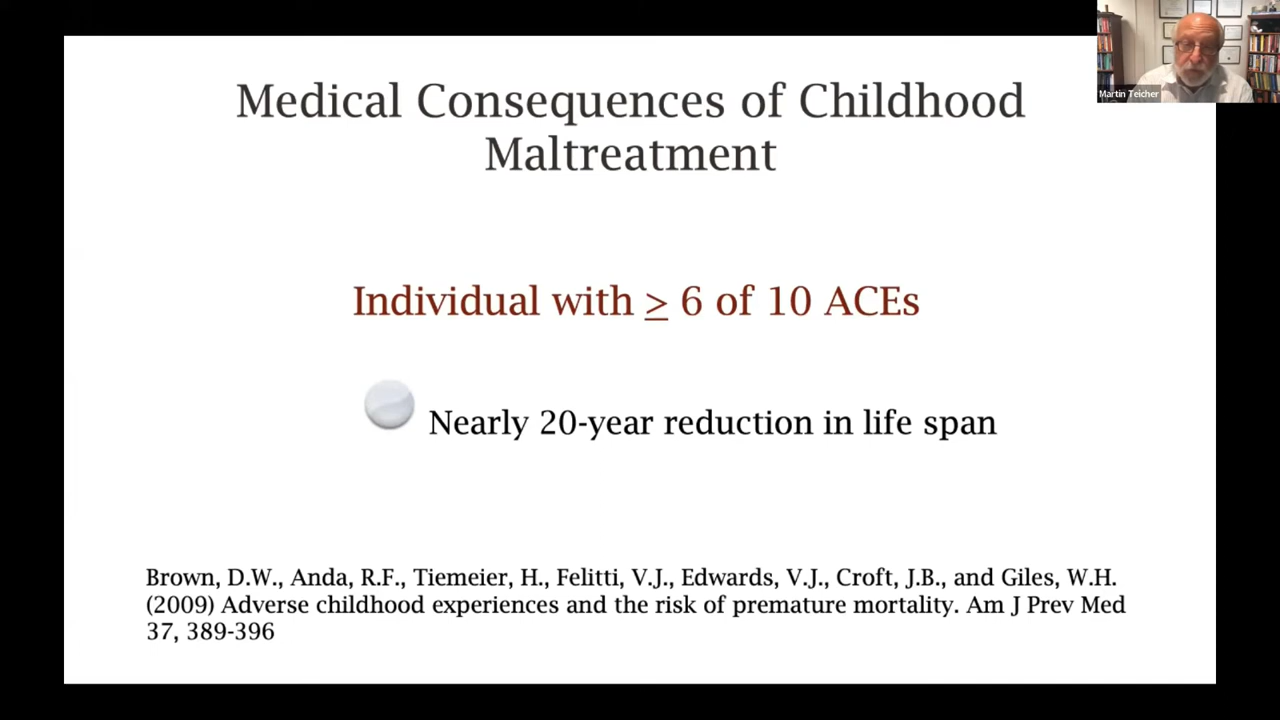 Medical Consequences of Childhood
Maltreatment
Individual with ≥ 6 of 10 ACEs
Nearly 20-year reduction in life span
Brown, D.W., Anda, R.F., Tiemeier, H., Felitti, V.J., Edwards, V.J., Croft, J.B., and Giles, W.H.
(2009) Adverse childhood experiences and the risk of premature mortality. Am J Prev Med
37, 389-396
Martin Teicher